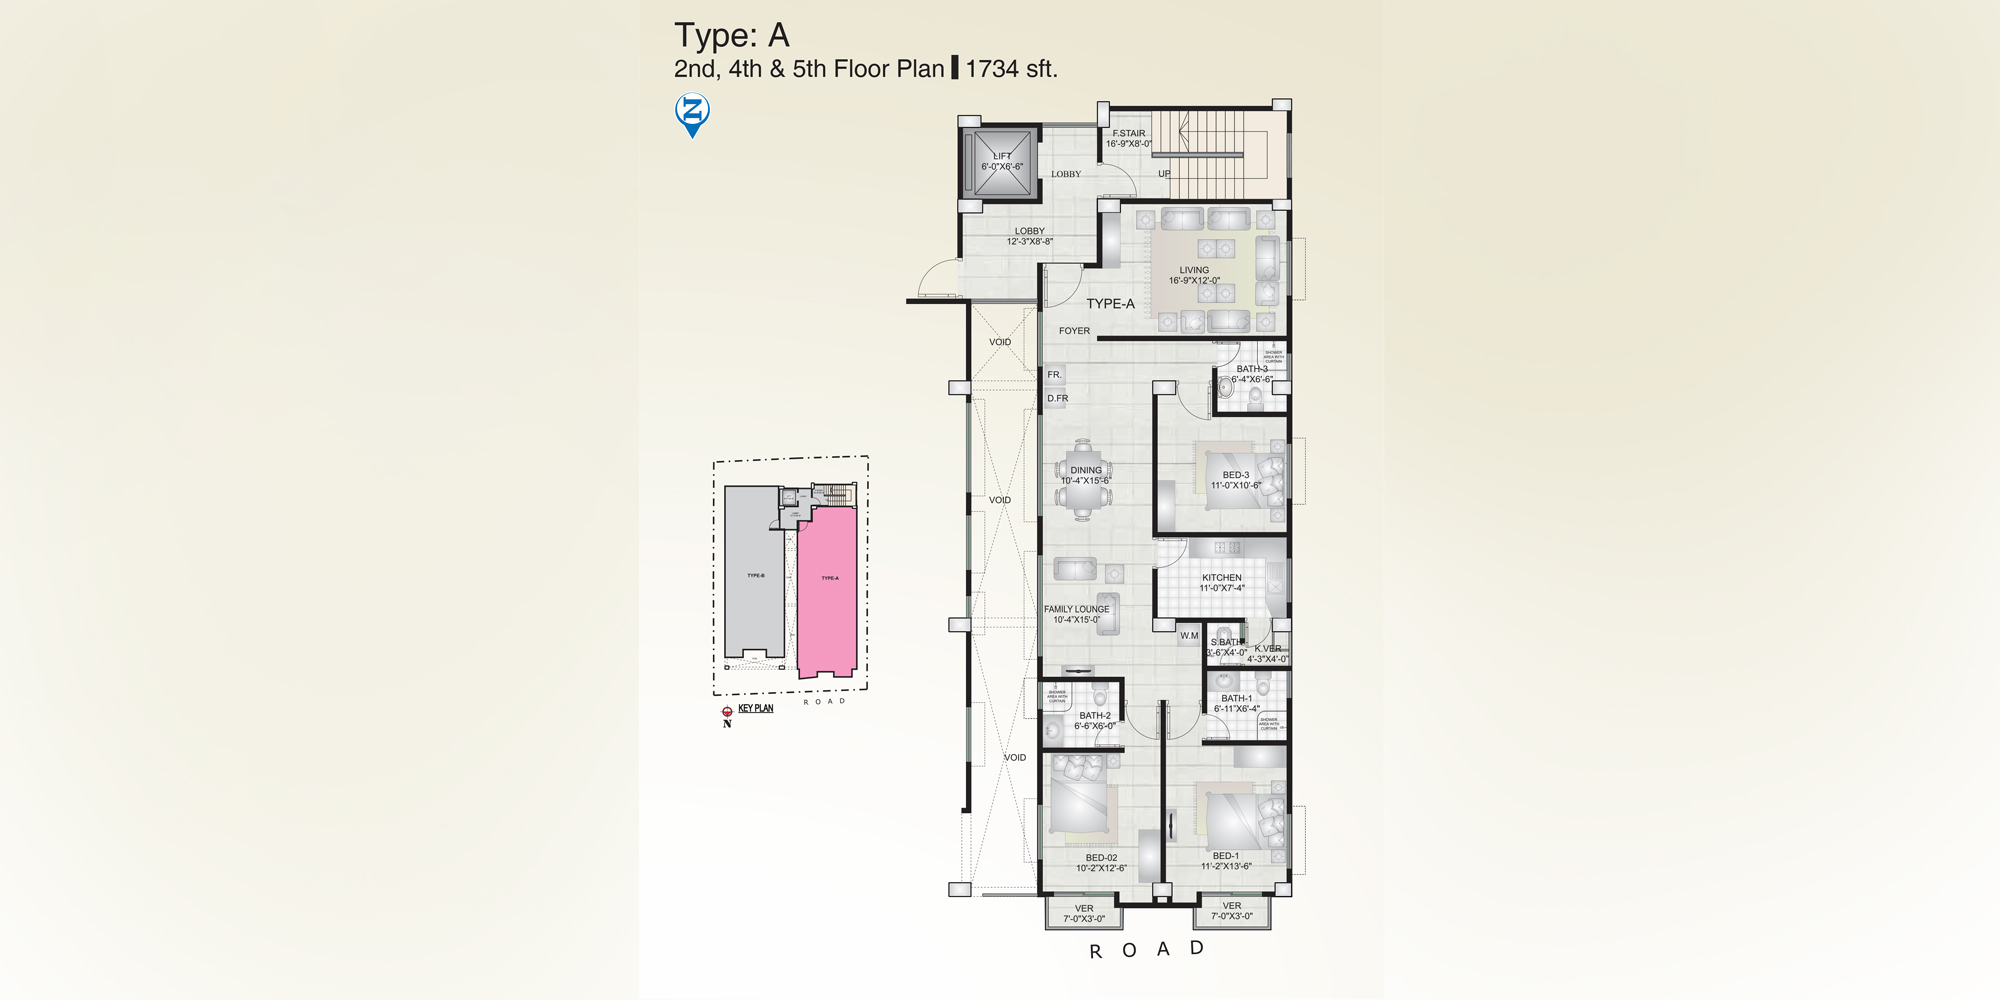 Type: A
2nd, 4th & 5th Floor Plan | 1734 sft.
N
F.STAIR
16'-9"X8'-0"
LIFT
6'-0"X6'-6"
LOBBY
UP
LOBBY
12'-3"X8'-8"
LIVING
16'-9"X12'-0"
TYPE-A
FOYER
VOID
SHOWER
AREA WITH
CURTAIN
BATH-3
6'-4"X6'-6"
FR.
D.FR
DINING
10'-4"X15'-6"
BED-3
11'-0"X10'-6"
VOID
KITCHEN
11'-0"X7'-4"
FAMILY LOUNGE
10'-4"X15'-0"
W.M
S.BATH
3'-6"X4'-0"
K.VER
4'-3"X4'-0"
SHOWER
AREA WITH
CURTAIN
BATH-2
6'-6"X6'-0"
BATH-1
6'-11"X6'-4"
SHOWER
AREA WITH
CURTAIN
VOID
BED-02
10'-2"X12'-6"
BED-1
11'-2"X13'-6"
VER
7'-0"X3'-0"
VER
7'-0"X3'-0"
ROAD
TYPE-B
TYPE-A
ROAD
KEY PLAN
N